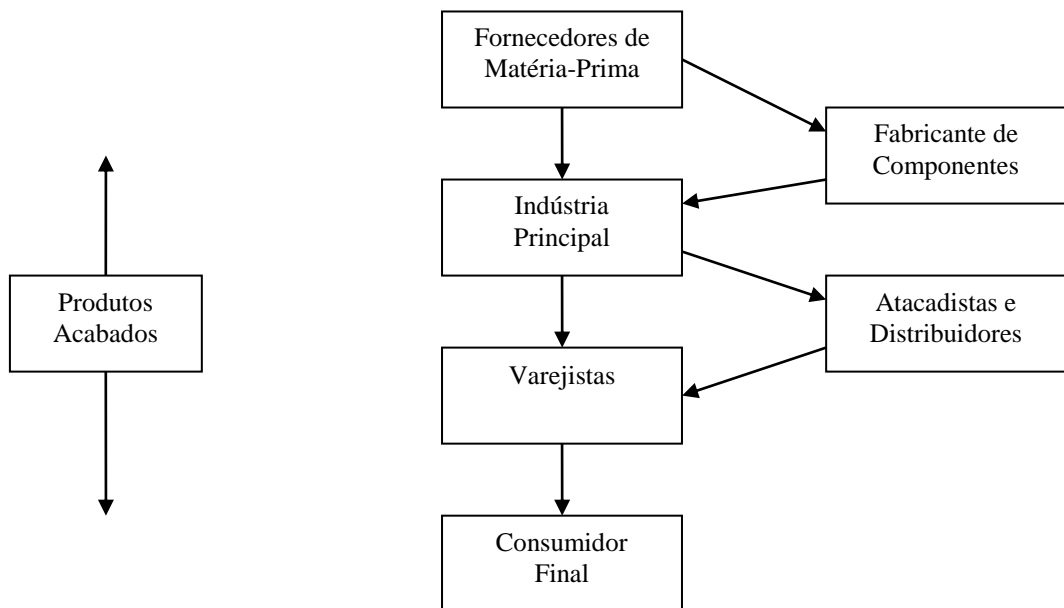 Fornecedores de
Matéria-Prima
Fabricante de
Componentes
Indústria
Principal
Produtos
Acabados
Atacadistas e
Distribuidores
Varejistas
Consumidor
Final